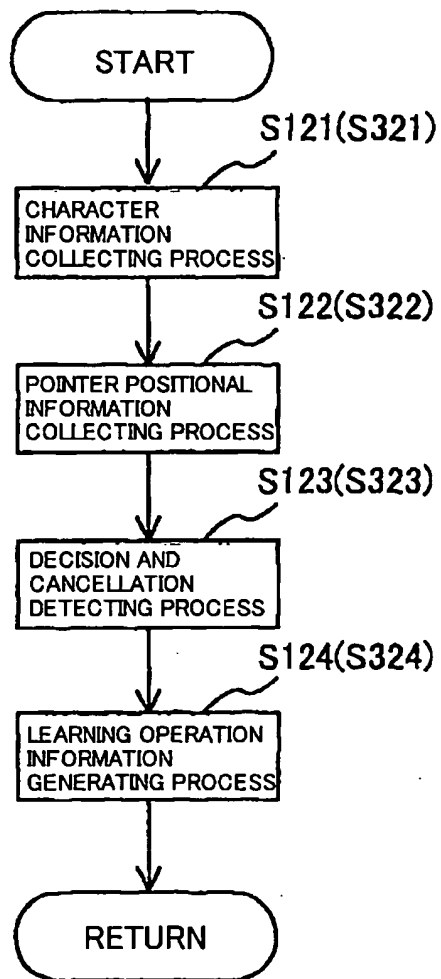 START
S121(S321)
CHARACTER
INFORMATION
COLLECTING PROCESS
S122(S322)
POINTER POSITIONAL
INFORMATION
COLLECTING PROCESS
S123(S323)
DECISION AND
CANCELLATION
DETECTING PROCESS
S124(S324)
LEARNING OPERATION
INFORMATION
GENERATING PROCESS
RETURN